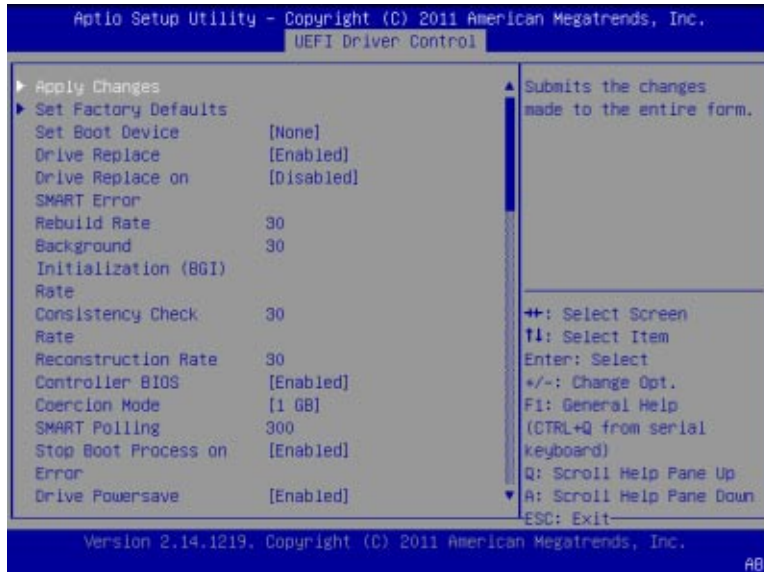 Aptio Setup Utility – Copyright (C) 2011 American Megatrends, Inc.
UEFI Driver Control
Apply Changes
Set Factory Defaults
Set Boot Device [None]
Drive Replace [Enabled]
Drive Replace on [Disabled]
SMART Error
Rebuild Rate 30
Background 30
Initialization (BGI)
Rate
Consistency Check 30
Rate
Reconstruction Rate 30
Controller BIOS [Enabled]
Coercion Mode [1 GB]
SMART Polling 300
Stop Boot Process on [Enabled]
Error
Drive Powersave [Enabled]
Submits the changes
made to the entire form.
→←: Select Screen
↑↓: Select Item
Enter: Select
+/-: Change Opt.
F1: General Help
(CTRL+Q from serial
keyboard)
Q: Scroll Help Pane Up
A: Scroll Help Pane Down
ESC: Exit
Version 2.14.1219. Copyright (C) 2011 American Megatrends, Inc.
AB